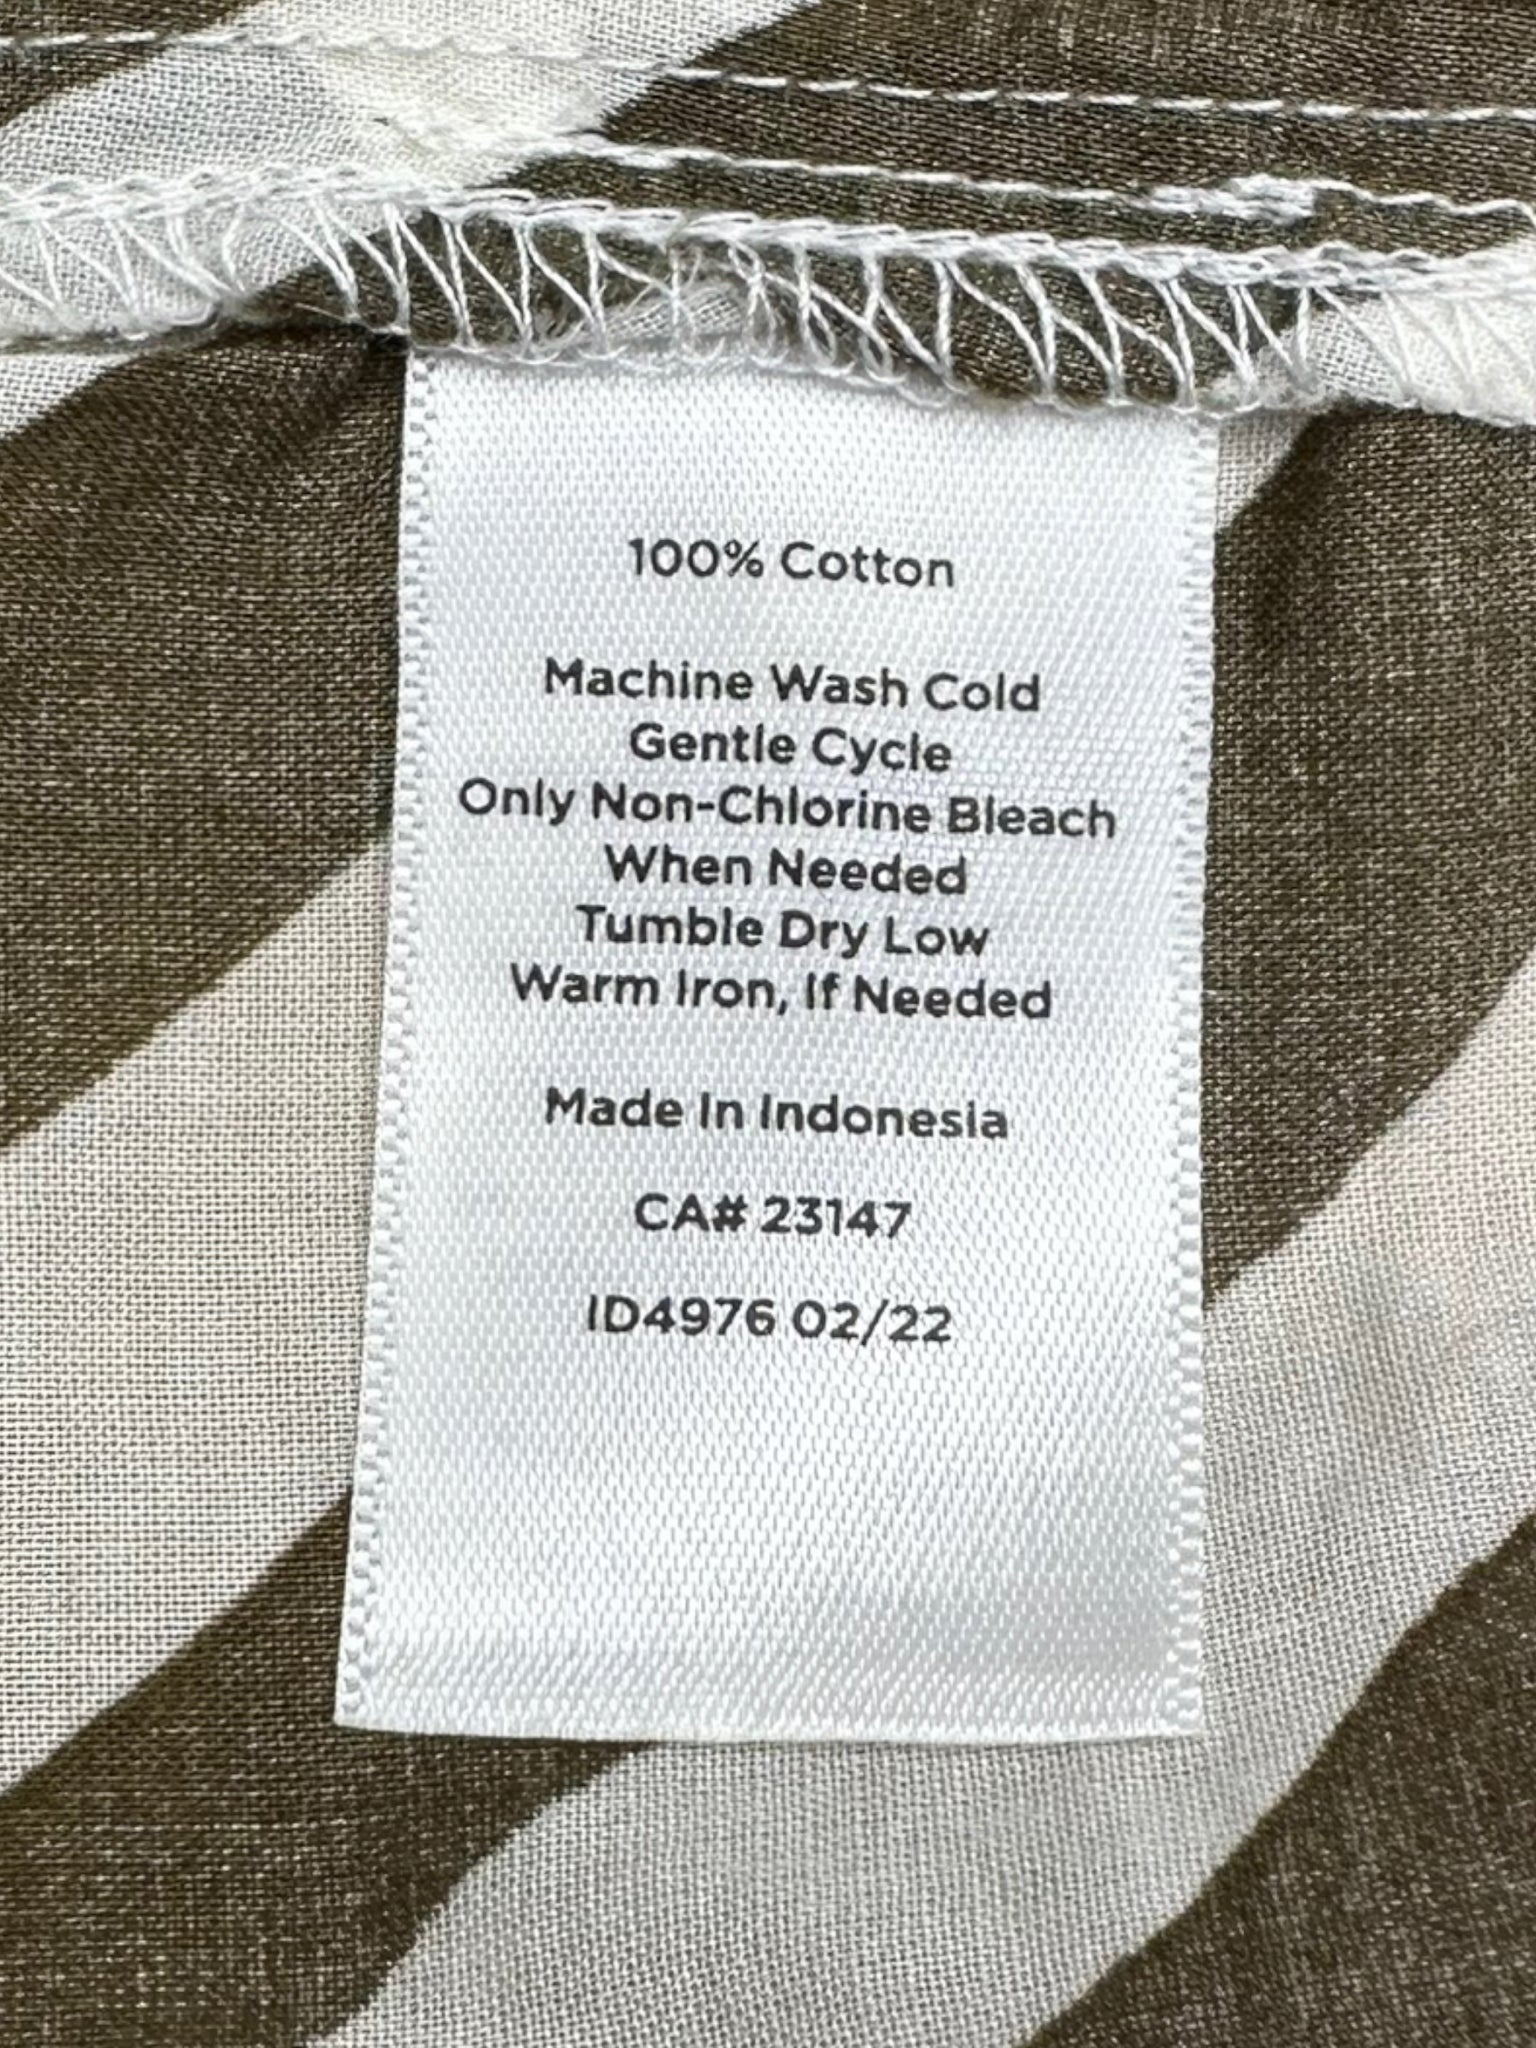 100% Cotton
Machine Wash Cold
Gentle Cycle
Only Non-Chlorine Bleach
When Needed
Tumble Dry Low
Warm Iron, If Needed
Made In Indonesia
CA# 23147
ID4976 02/22